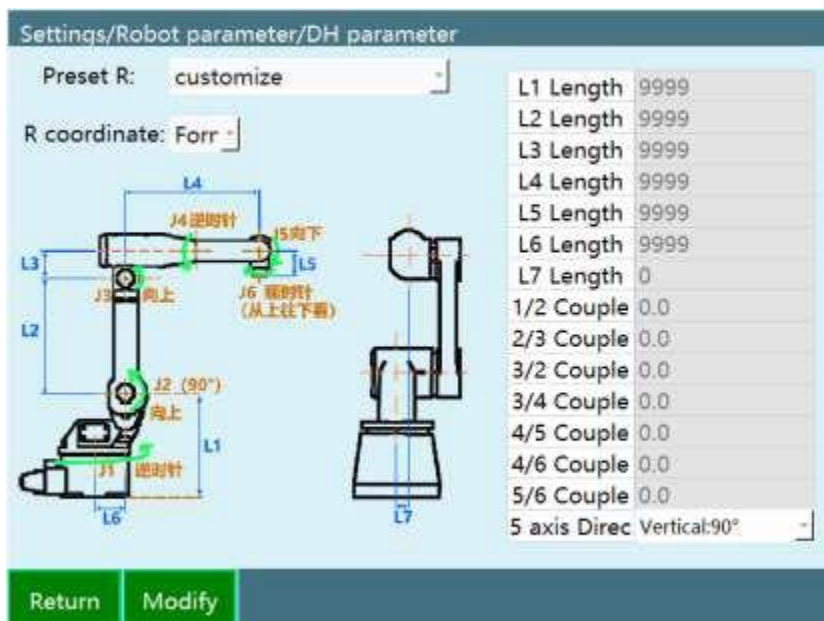 Settings/Robot parameter/DH parameter
Preset R: customize
R coordinate: Forr
L4
J4逆时针
J5向下
L3
L5
J3 向上
J6 顺时针
(从上往下看)
L2
J2 (90°)
向上
L1
J1 逆时针
L6
L7
L1 Length 9999
L2 Length 9999
L3 Length 9999
L4 Length 9999
L5 Length 9999
L6 Length 9999
L7 Length 0
1/2 Couple 0.0
2/3 Couple 0.0
3/2 Couple 0.0
3/4 Couple 0.0
4/5 Couple 0.0
4/6 Couple 0.0
5/6 Couple 0.0
5 axis Direc Vertical:90°
Return Modify